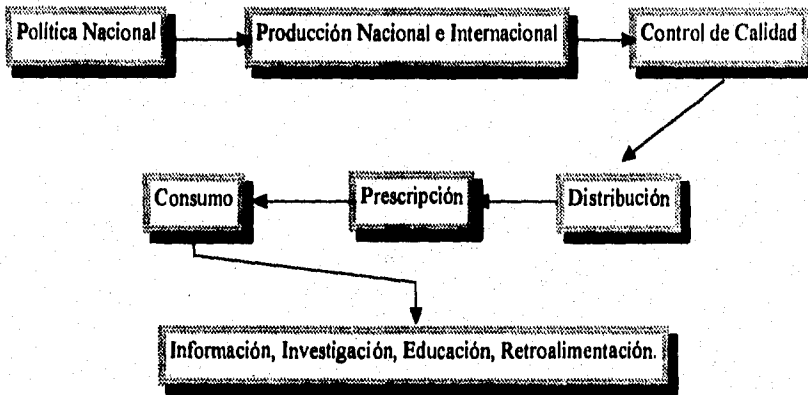 Política Nacional
Producción Nacional e Internacional
Control de Calidad
Distribución
Prescripción
Consumo
Información, Investigación, Educación, Retroalimentación.